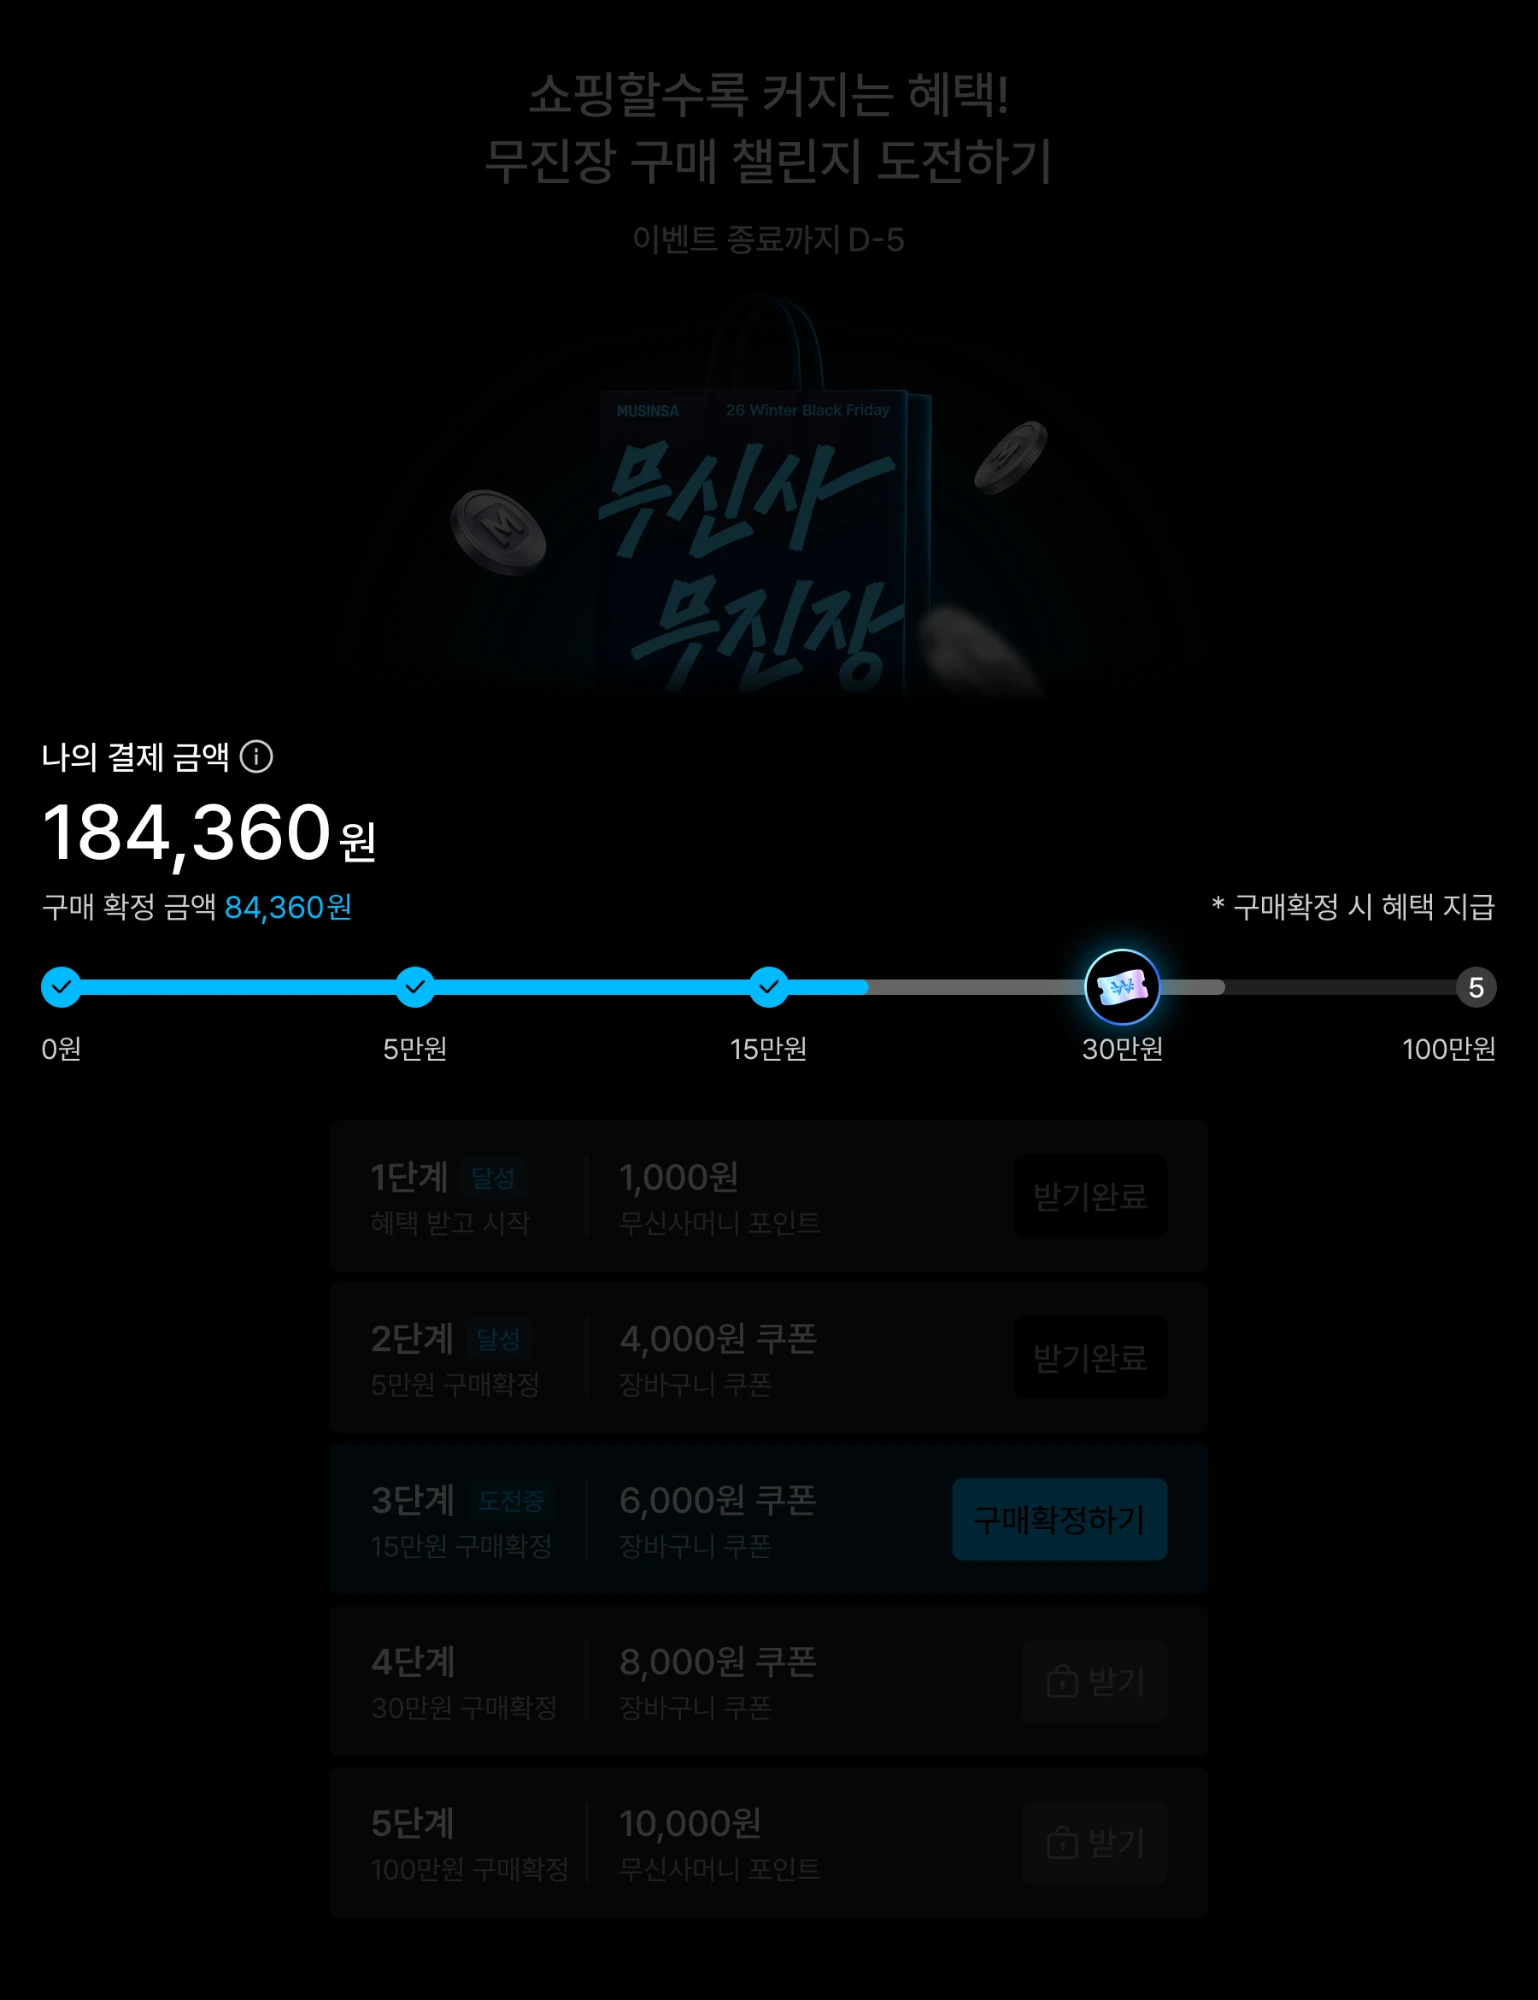 쇼핑할수록 커지는 혜택!
무진장 구매 챌린지 도전하기
이벤트 종료까지 D-5
MUSINSA 26 Winter Black Friday
무신사
무진장
M
M
나의 결제 금액
184,360원
구매 확정 금액 84,360원
* 구매확정 시 혜택 지급
5
0원 5만원 15만원 30만원 100만원
1단계 달성
혜택 받고 시작
1,000원
무신사머니 포인트
받기완료
2단계 달성
5만원 구매확정
4,000원 쿠폰
장바구니 쿠폰
받기완료
3단계 도전중
15만원 구매확정
6,000원 쿠폰
장바구니 쿠폰
구매확정하기
4단계
30만원 구매확정
8,000원 쿠폰
장바구니 쿠폰
받기
5단계
100만원 구매확정
10,000원
무신사머니 포인트
받기